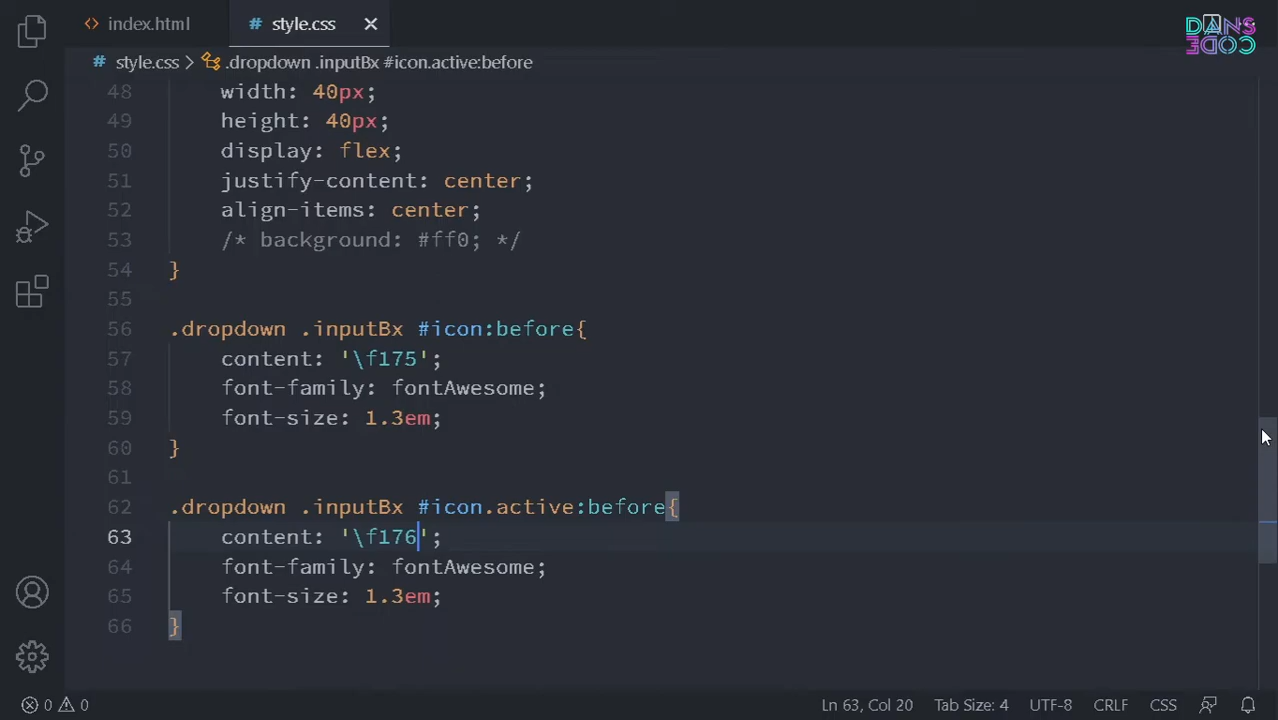 index.html
style.css
DANS
CODE
style.css > .dropdown .inputBx #icon.active:before
48 width: 40px;
49 height: 40px;
50 display: flex;
51 justify-content: center;
52 align-items: center;
53 /* background: #ff0; */
54 }
55
56 .dropdown .inputBx #icon:before{
57 content: '\f175';
58 font-family: fontAwesome;
59 font-size: 1.3em;
60 }
61
62 .dropdown .inputBx #icon.active:before{
63 content: '\f176';
64 font-family: fontAwesome;
65 font-size: 1.3em;
66 }
0 0 Ln 63, Col 20 Tab Size: 4 UTF-8 CRLF CSS